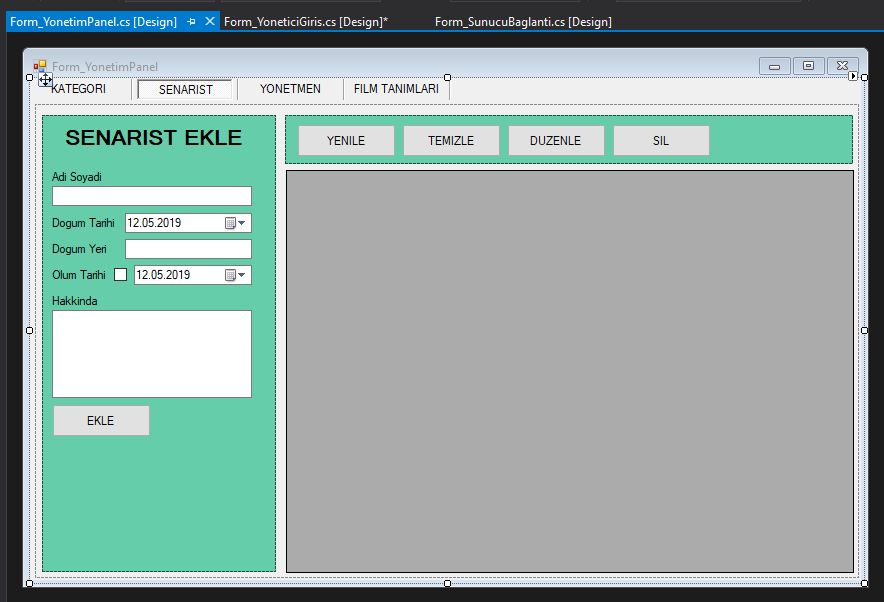 Form_YonetimPanel.cs [Design] Form_YoneticiGiris.cs [Design]* Form_SunucuBaglanti.cs [Design]
Form_YonetimPanel
KATEGORI SENARIST YONETMEN FILM TANIMLARI
SENARIST EKLE
YENILE TEMIZLE DUZENLE SIL
Adi Soyadi
Dogum Tarihi 12.05.2019
Dogum Yeri
Olum Tarihi 12.05.2019
Hakkinda
EKLE